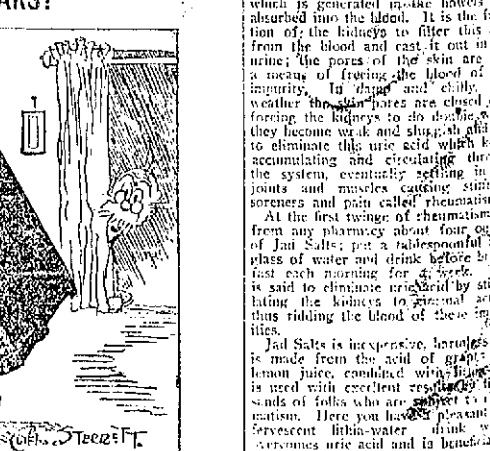 which is generated in the bowels
absorbed into the blood. It is the f
tion of the kidneys to filter this
from the blood and cast it out in
urine; the pores of the skin are
a means of freeing the blood of
impurity. In damp and chilly,
weather the skin pores are closed
forcing the kidneys to do double w
they become weak and sluggish and
to eliminate this uric acid which k
accumulating and circulating thr
the system, eventually settling in
joints and muscles causing stiff
soreness and pain called rheumatis
At the first twinge of rheumatism
from any pharmacy about four ou
of Jad Salts; put a tablespoonful
glass of water and drink before b
fast each morning for a week.
is said to eliminate uric acid by sti
lating the kidneys to normal ac
thus ridding the blood of these im
ities.
Jad Salts is inexpensive, harmless
is made from the acid of grapes
lemon juice, combined with
is used with excellent results by
sands of folks who are subject to
matism. Here you have a pleasant
fervescent lithia-water drink w
overcomes uric acid and is beneficia